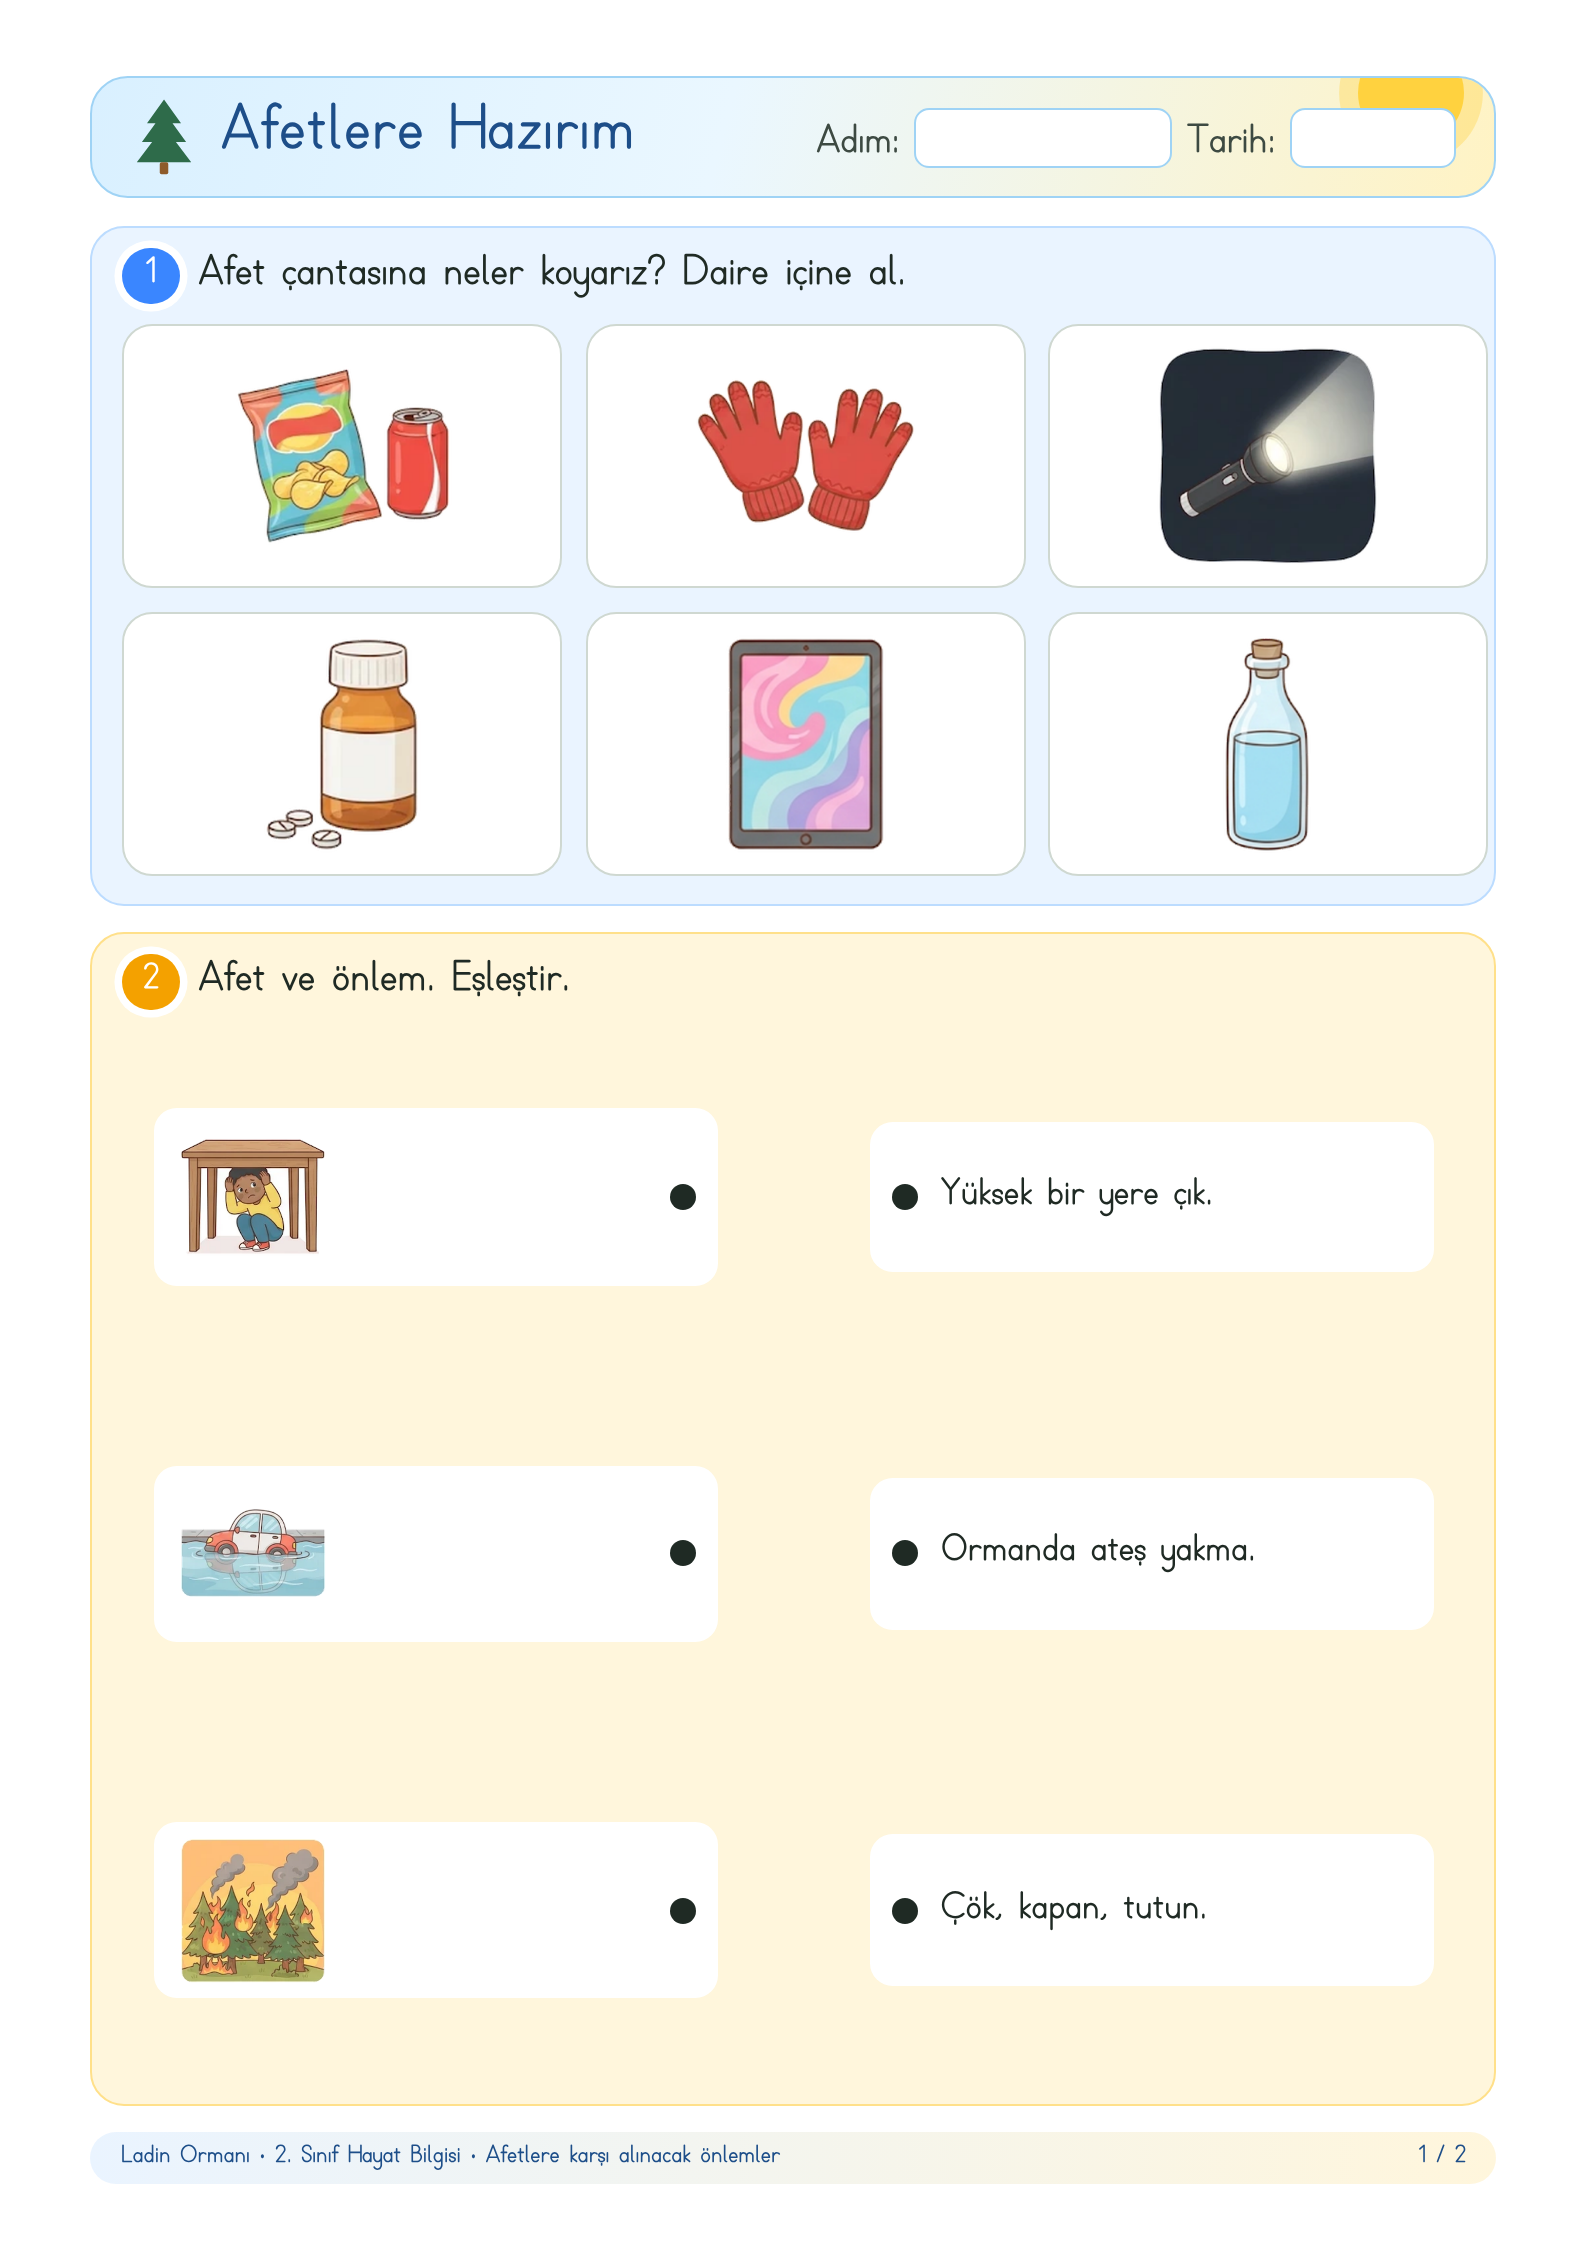 Afetlere Hazırım
Adım:
Tarih:
1 Afet çantasına neler koyarız? Daire içine al.
2 Afet ve önlem. Eşleştir.
Yüksek bir yere çık.
Ormanda ateş yakma.
Çök, kapan, tutun.
Ladin Ormanı • 2. Sınıf Hayat Bilgisi • Afetlere karşı alınacak önlemler
1 / 2